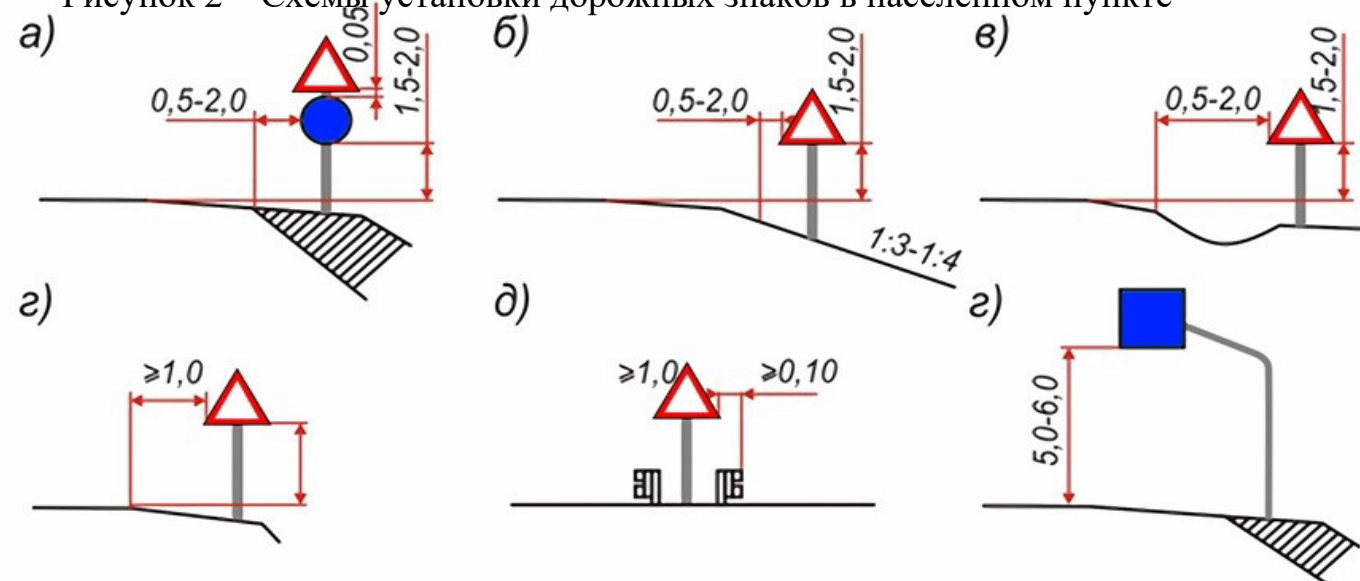 Рисунок 2 – Схемы установки дорожных знаков в населенном пункте
а)
0,5-2,0
0,05
1,5-2,0
б)
0,5-2,0
1,5-2,0
1:3-1:4
в)
0,5-2,0
1,5-2,0
г)
≥1,0
д)
≥1,0
≥0,10
г)
5,0-6,0